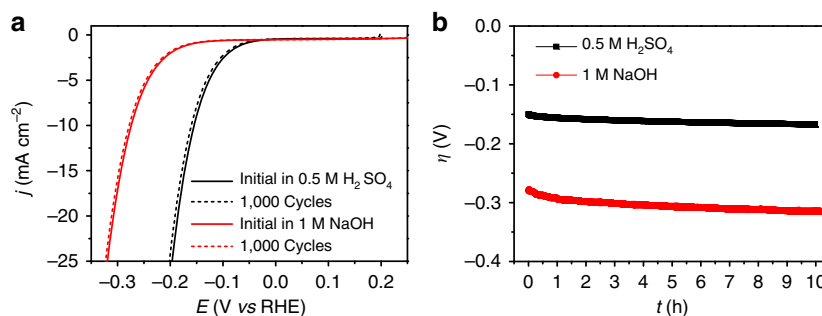 a
0
−5
−10
−15
−20
−25
j (mA cm−2)
Initial in 0.5 M H2SO4
1,000 Cycles
Initial in 1 M NaOH
1,000 Cycles
−0.3 −0.2 −0.1 0.0 0.1 0.2
E (V vs RHE)
b
−0.0
−0.1
−0.2
−0.3
−0.4
η (V)
0.5 M H2SO4
1 M NaOH
0 1 2 3 4 5 6 7 8 9 10
t (h)